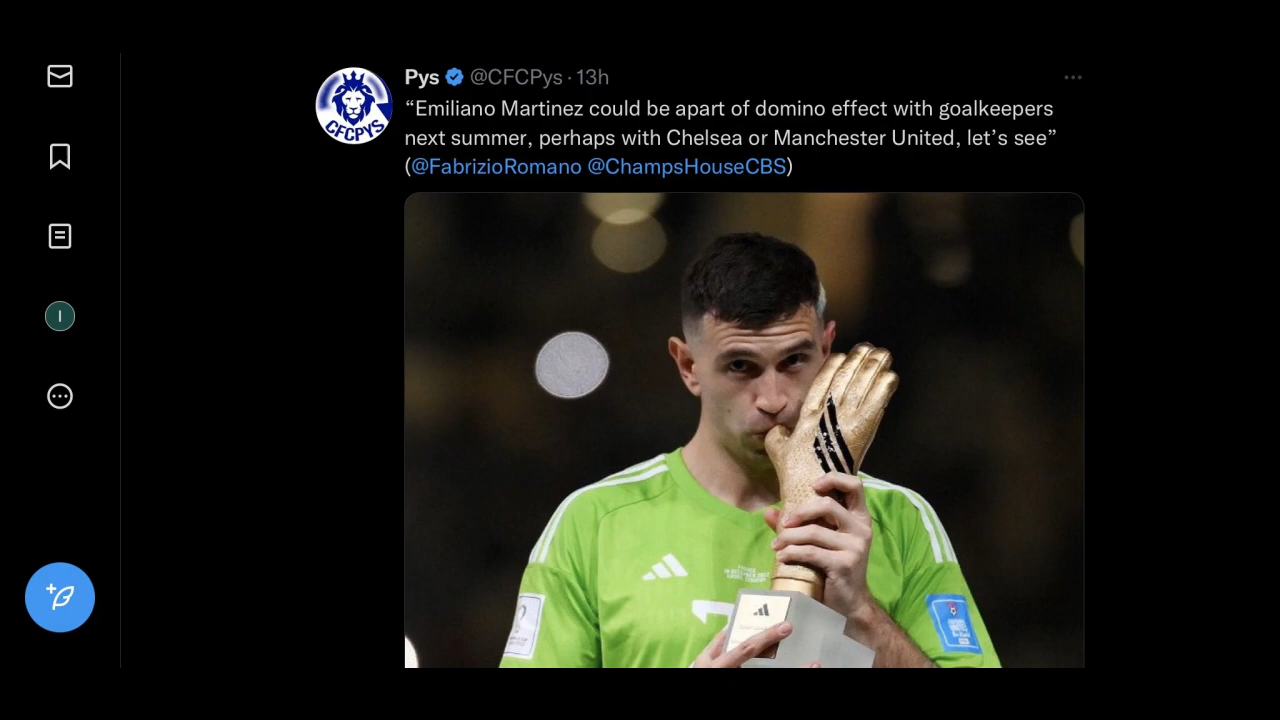 Pys @CFCPys · 13h
“Emiliano Martinez could be apart of domino effect with goalkeepers
next summer, perhaps with Chelsea or Manchester United, let’s see”
(@FabrizioRomano @ChampsHouseCBS)
CFCPYS
I